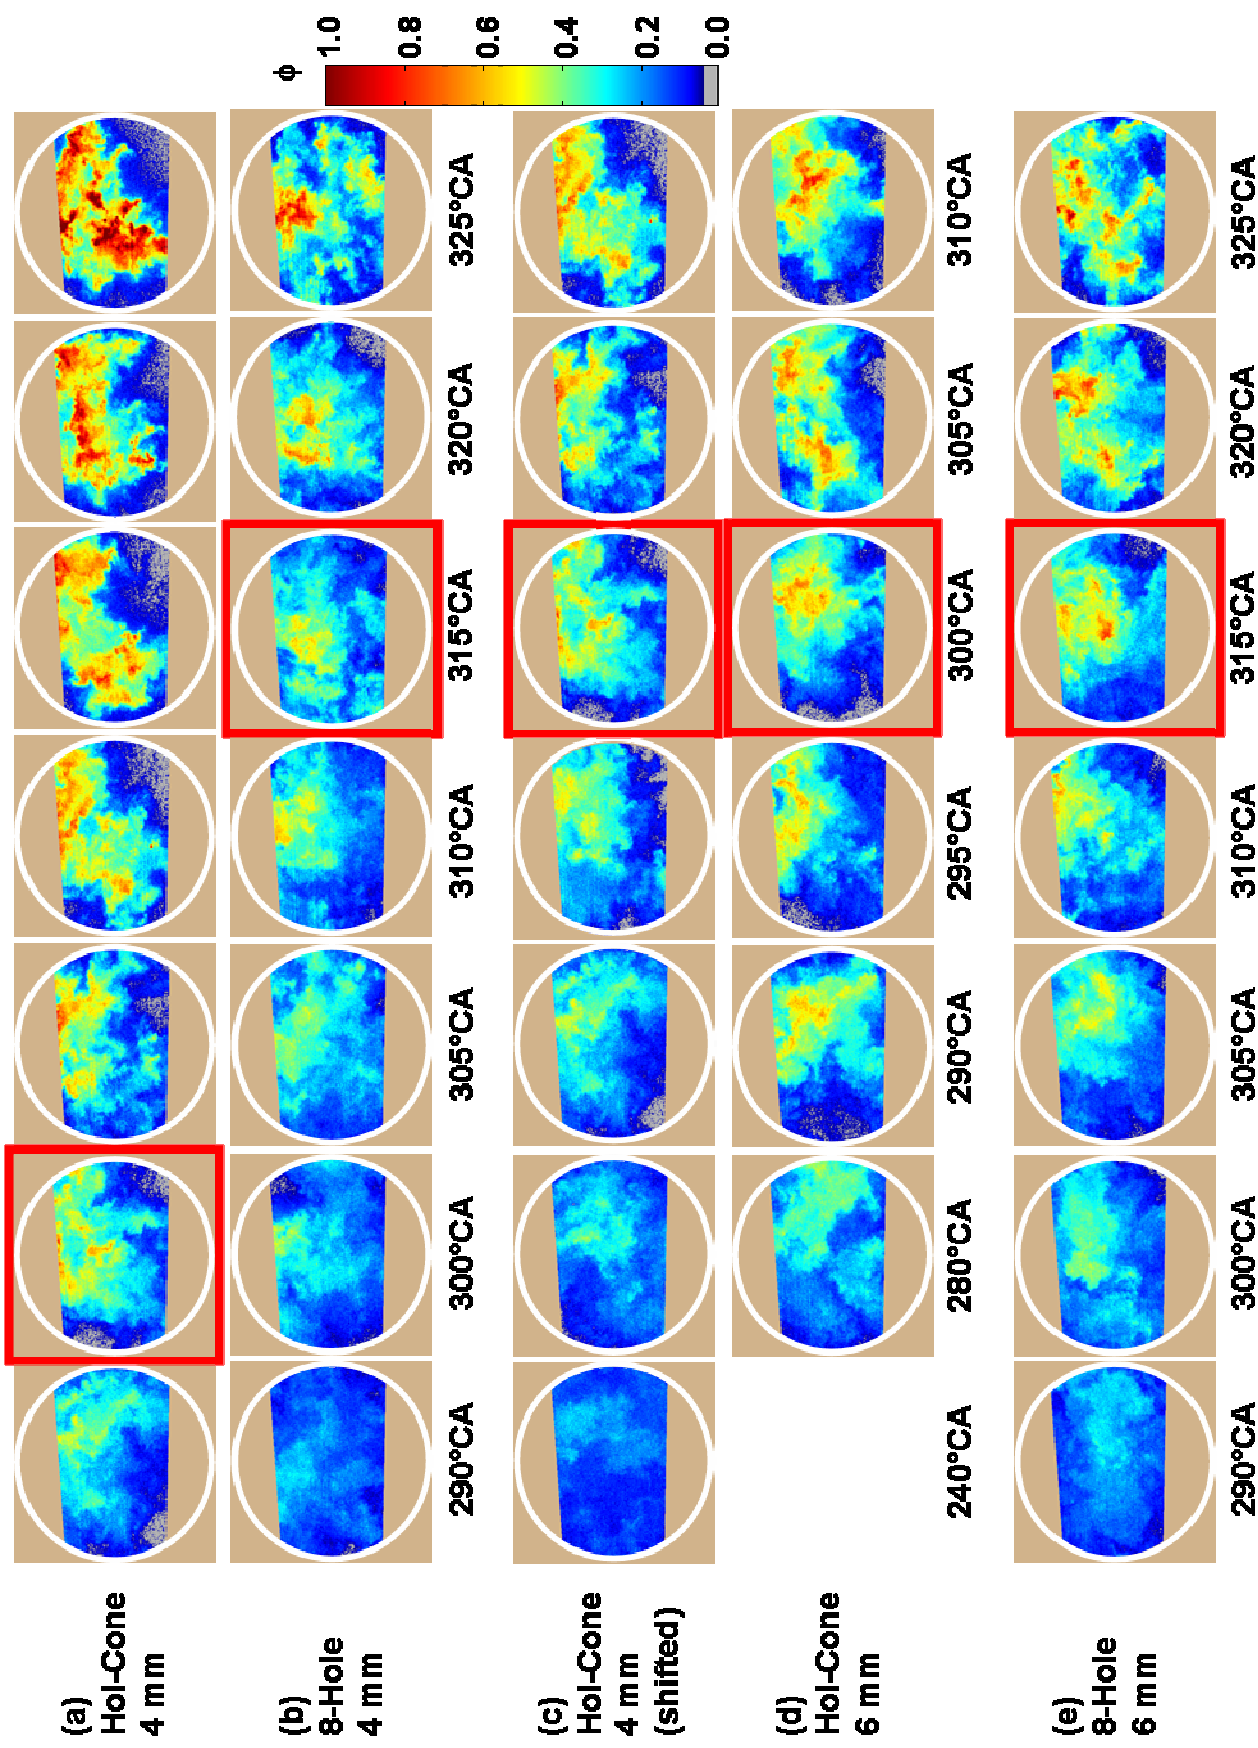 (a)
Hol-Cone
4 mm
(b)
8-Hole
4 mm
290°CA 300°CA 305°CA 310°CA 315°CA 320°CA 325°CA
ϕ
1.0
0.8
0.6
0.4
0.2
0.0
(c)
Hol-Cone
4 mm
(shifted)
(d)
Hol-Cone
6 mm
240°CA 280°CA 290°CA 295°CA 300°CA 305°CA 310°CA
(e)
8-Hole
6 mm
290°CA 300°CA 305°CA 310°CA 315°CA 320°CA 325°CA